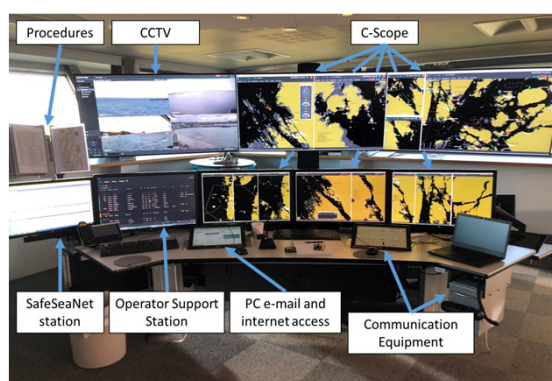 Procedures
CCTV
C-Scope
SafeSeaNet
station
Operator Support
Station
PC e-mail and
internet access
Communication
Equipment